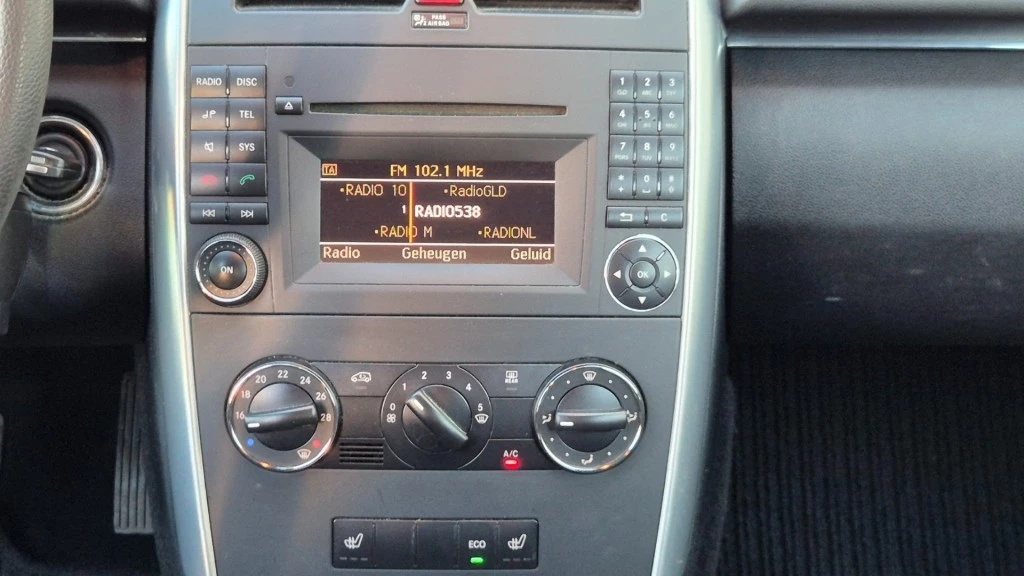 PASS
AIRBAG
RADIO DISC
TEL
SYS
ON
1 2 3
4 5 6
7 8 9
* 0
+
C
OK
TA FM 102.1 MHz
•RADIO 10 •RadioGLD
1 RADIO538
•RADIO M •RADIONL
Radio Geheugen Geluid
16 18 20 22 24 26 28
0 1 2 3 4 5
REAR
A/C
ECO